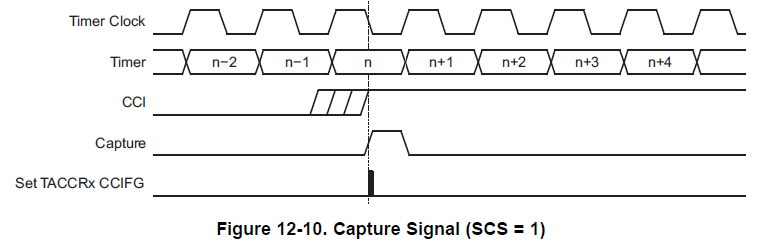 Timer Clock
Timer n−2 n−1 n n+1 n+2 n+3 n+4
CCI
Capture
Set TACCRx CCIFG
Figure 12-10. Capture Signal (SCS = 1)